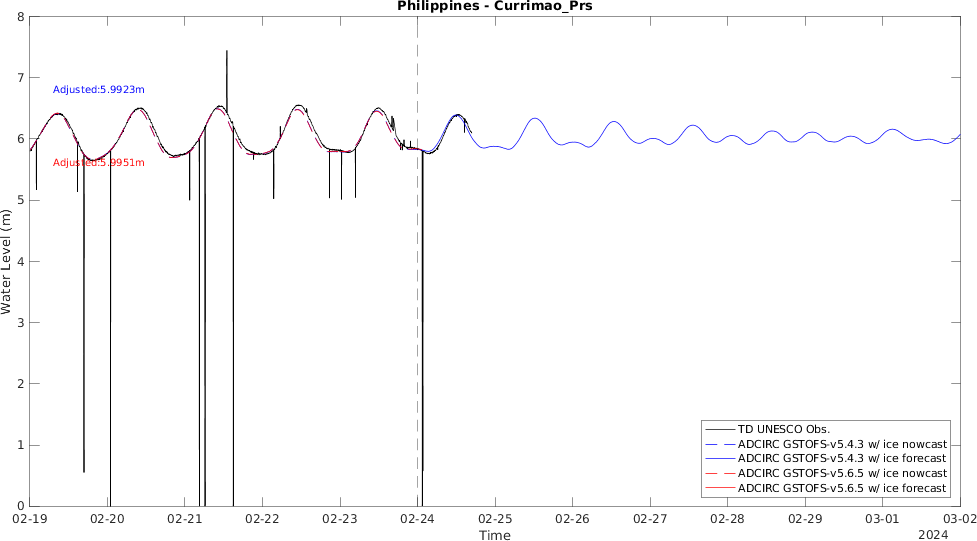 Philippines - Currimao_Prs
8
7
6
5
4
3
2
1
0
Water Level (m)
Adjusted:5.9923m
Adjusted:5.9951m
TD UNESCO Obs.
ADCIRC GSTOFS-v5.4.3 w/ ice nowcast
ADCIRC GSTOFS-v5.4.3 w/ ice forecast
ADCIRC GSTOFS-v5.6.5 w/ ice nowcast
ADCIRC GSTOFS-v5.6.5 w/ ice forecast
02-19 02-20 02-21 02-22 02-23 02-24 02-25 02-26 02-27 02-28 02-29 03-01 03-02
Time
2024